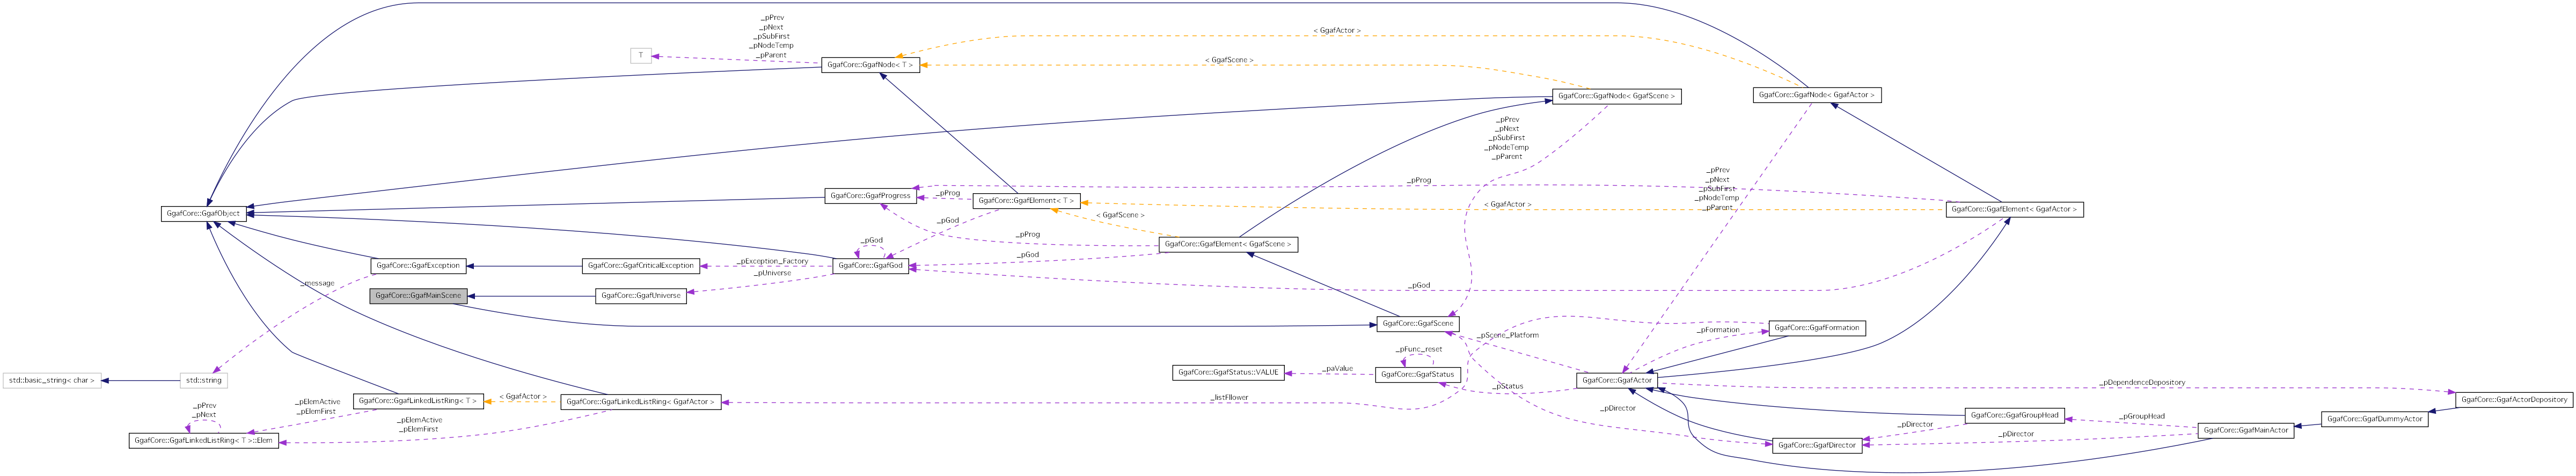 _pPrev
_pNext
_pSubFirst
_pNodeTemp
_pParent
< GgafActor >
T
GgafCore::GgafNode< T >
< GgafScene >
GgafCore::GgafNode< GgafScene >
GgafCore::GgafNode< GgafActor >
_pPrev
_pNext
_pSubFirst
_pNodeTemp
_pParent
_pPrev
_pNext
_pSubFirst
_pNodeTemp
_pParent
_pProg
GgafCore::GgafProgress
_pProg
GgafCore::GgafElement< T >
< GgafActor >
GgafCore::GgafElement< GgafActor >
GgafCore::GgafObject
< GgafScene >
_pGod
_pProg
_pGod
GgafCore::GgafElement< GgafScene >
_pGod
GgafCore::GgafException
GgafCore::GgafCriticalException
_pException_Factory
GgafCore::GgafGod
_pUniverse
_message
_pGod
GgafCore::GgafMainScene
GgafCore::GgafUniverse
GgafCore::GgafScene
_pScene_Platform
_pFormation
GgafCore::GgafFormation
_pFunc_reset
GgafCore::GgafStatus::VALUE
_paValue
GgafCore::GgafStatus
_pStatus
std::basic_string< char >
std::string
GgafCore::GgafActor
_pDependenceDepository
GgafCore::GgafActorDepository
_pPrev
_pNext
_pElemActive
_pElemFirst
GgafCore::GgafLinkedListRing< T >
< GgafActor >
GgafCore::GgafLinkedListRing< GgafActor >
_listFllower
_pElemActive
_pElemFirst
_pDirector
GgafCore::GgafGroupHead
_pGroupHead
GgafCore::GgafDummyActor
_pDirector
GgafCore::GgafMainActor
GgafCore::GgafLinkedListRing< T >::Elem
GgafCore::GgafDirector
_pDirector